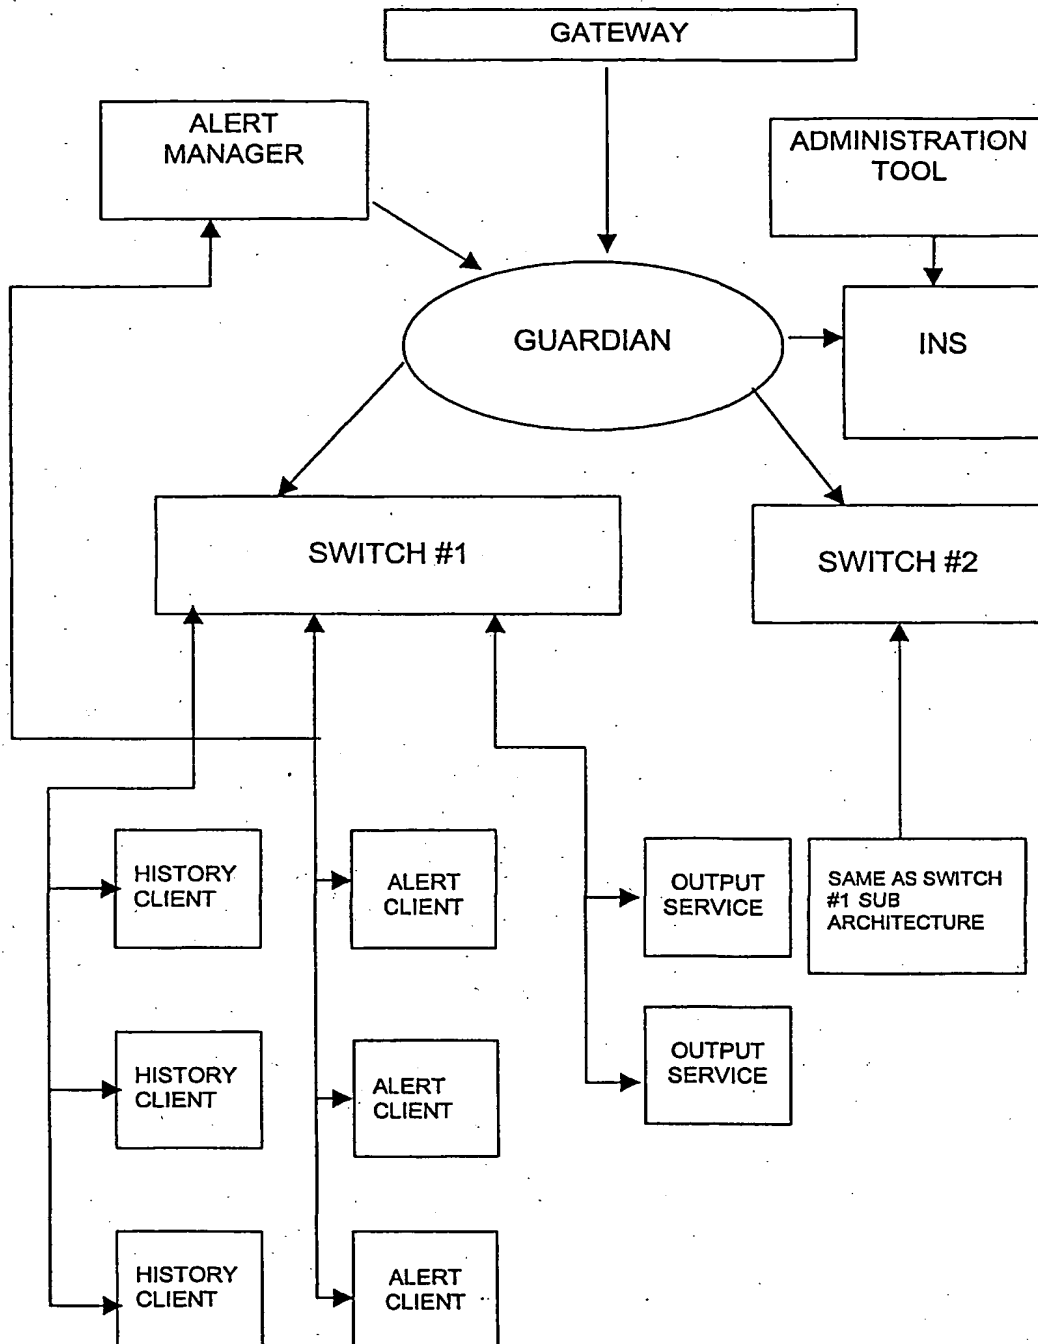 GATEWAY
ALERT
MANAGER
ADMINISTRATION
TOOL
GUARDIAN
INS
SWITCH #1
SWITCH #2
HISTORY
CLIENT
ALERT
CLIENT
OUTPUT
SERVICE
SAME AS SWITCH
#1 SUB
ARCHITECTURE
HISTORY
CLIENT
ALERT
CLIENT
OUTPUT
SERVICE
HISTORY
CLIENT
ALERT
CLIENT